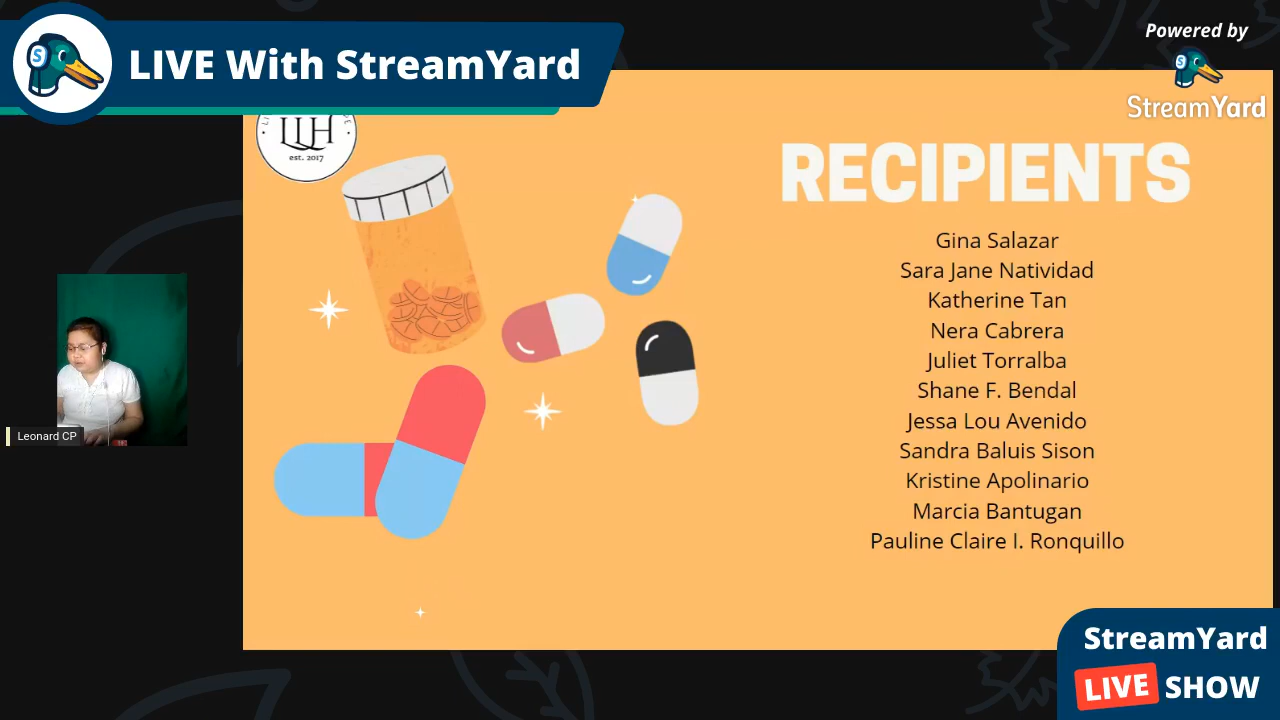 LIVE With StreamYard
Powered by
StreamYard
LLH
est. 2017
RECIPIENTS
Gina Salazar
Sara Jane Natividad
Katherine Tan
Nera Cabrera
Juliet Torralba
Shane F. Bendal
Jessa Lou Avenido
Sandra Baluis Sison
Kristine Apolinario
Marcia Bantugan
Pauline Claire I. Ronquillo
Leonard CP
StreamYard
LIVE SHOW